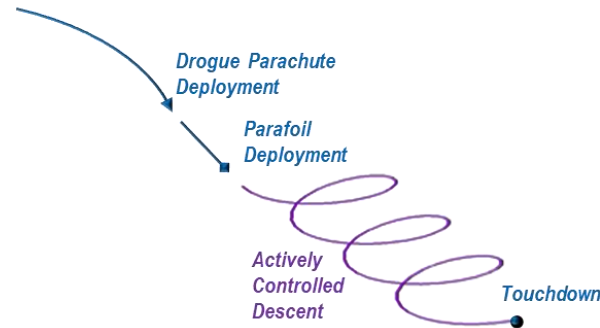 Drogue Parachute
Deployment
Parafoil
Deployment
Actively
Controlled
Descent
Touchdown